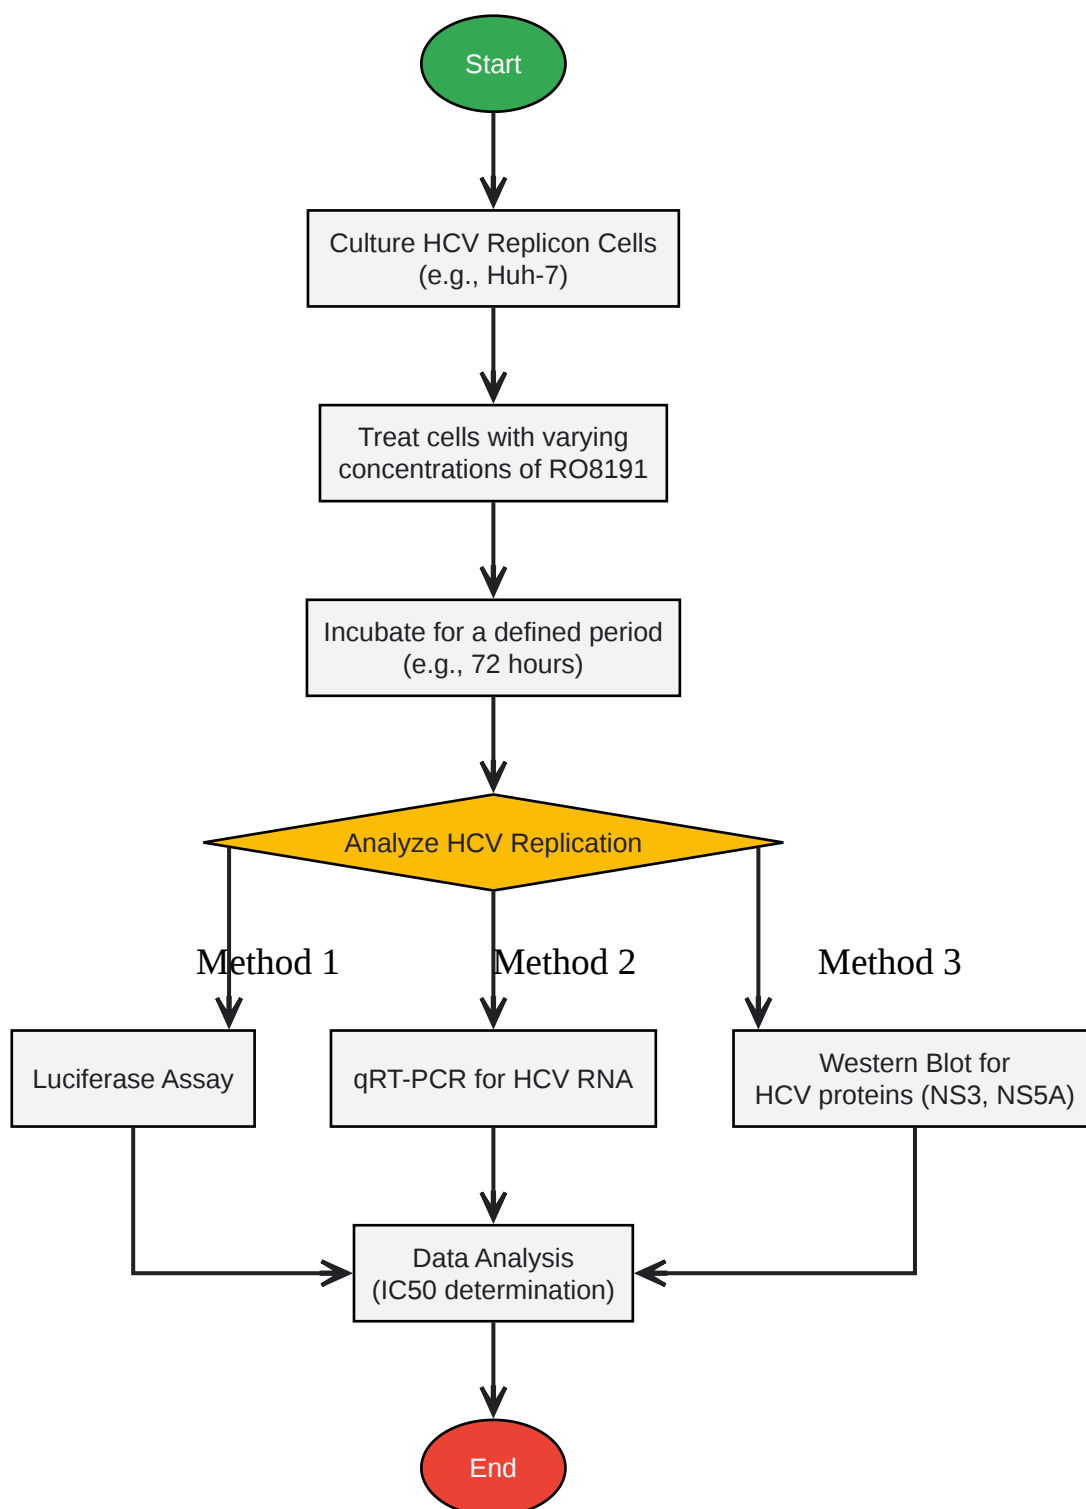 Start
Culture HCV Replicon Cells
(e.g., Huh-7)
Treat cells with varying
concentrations of RO8191
Incubate for a defined period
(e.g., 72 hours)
Analyze HCV Replication
Method 1
Method 2
Method 3
Luciferase Assay
qRT-PCR for HCV RNA
Western Blot for
HCV proteins (NS3, NS5A)
Data Analysis
(IC50 determination)
End